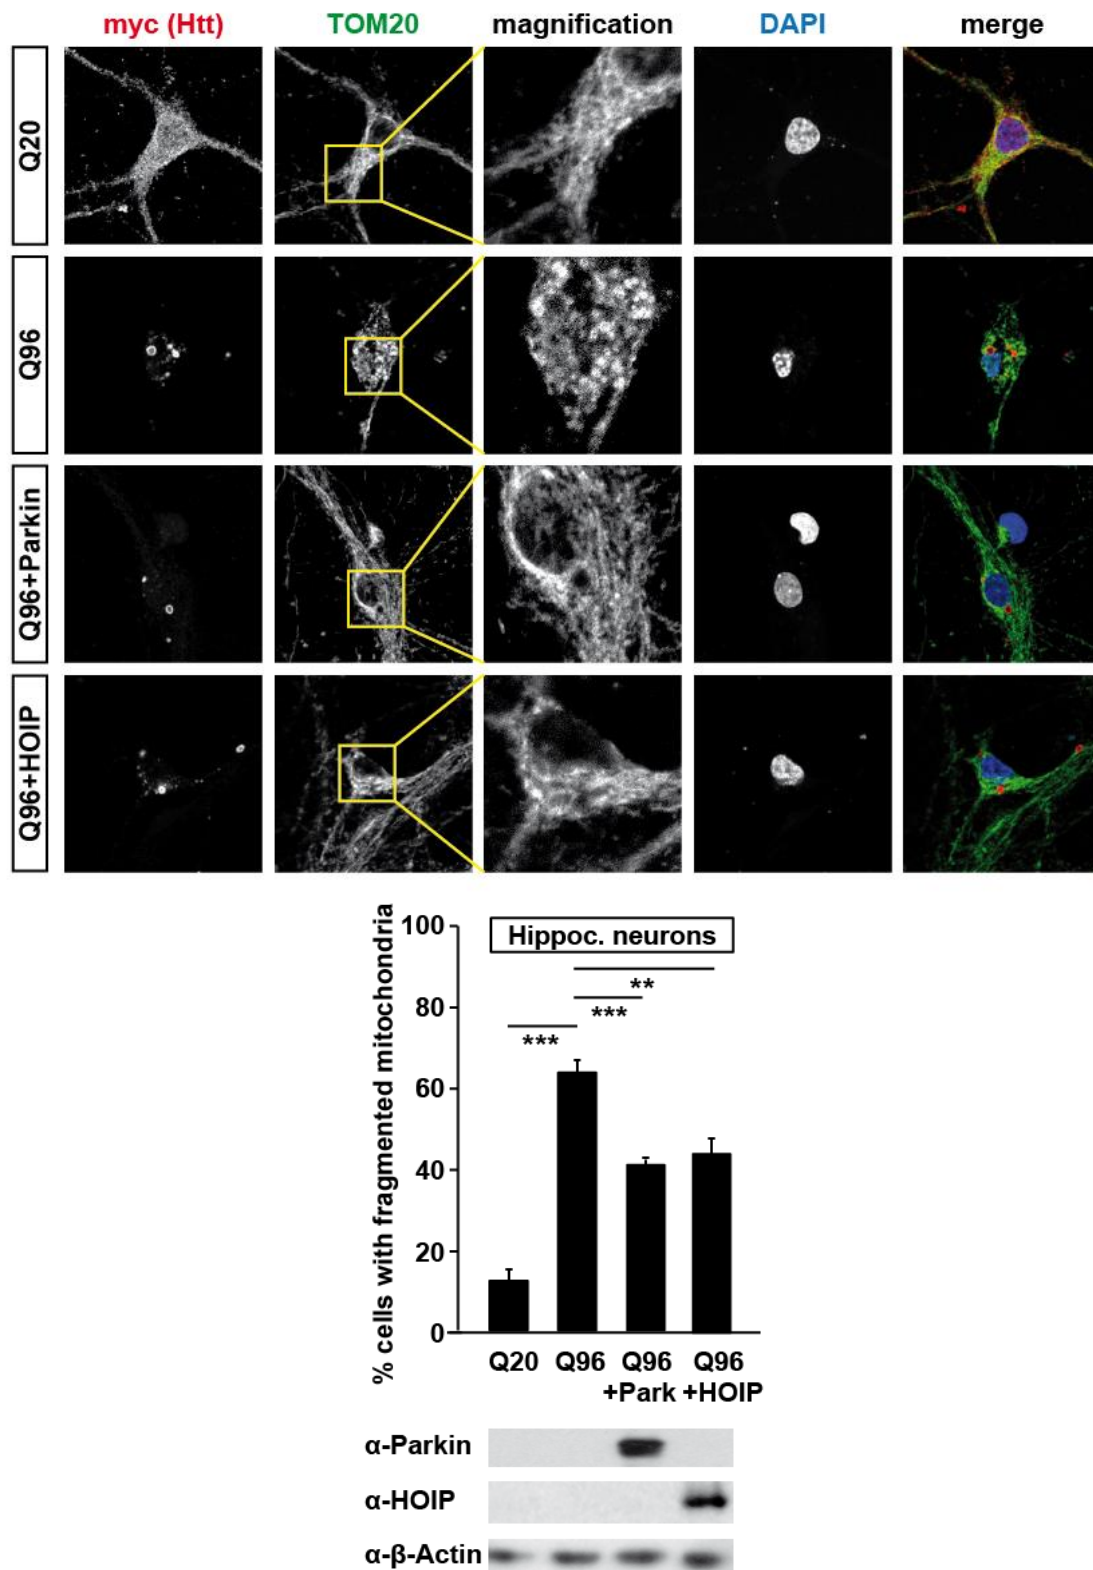 myc (Htt) TOM20 magnification DAPI merge
Q20
Q96
Q96+Parkin
Q96+HOIP
% cells with fragmented mitochondria
100
80
60
40
20
0
Hippoc. neurons
**
***
***
Q20 Q96 Q96 Q96
+Park +HOIP
α-Parkin
α-HOIP
α-β-Actin